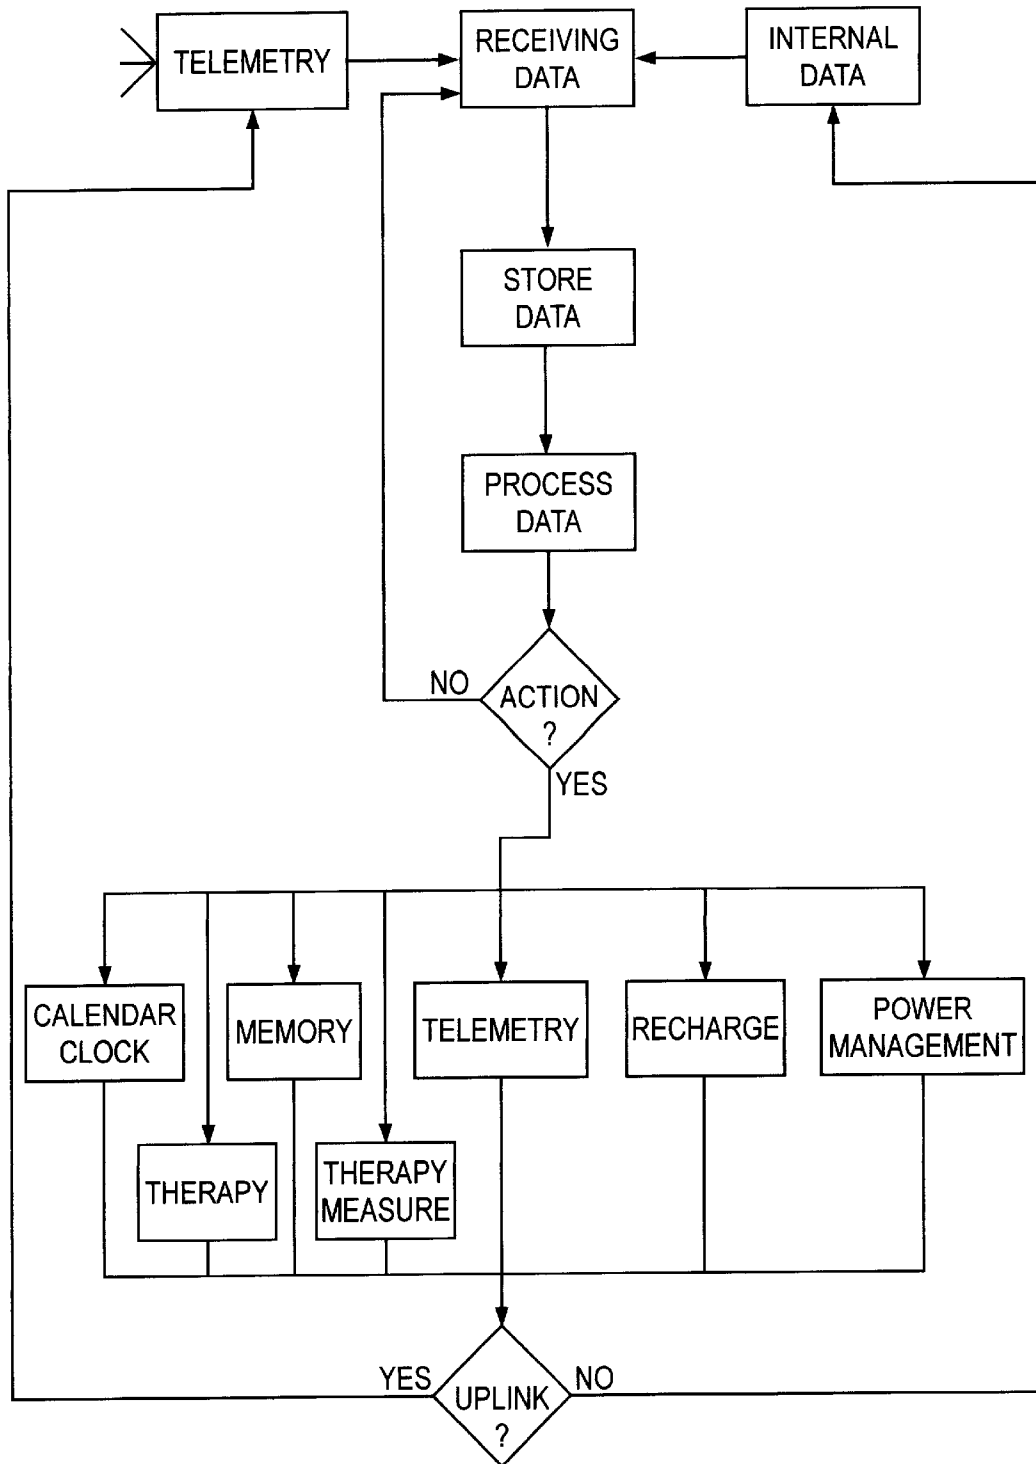 TELEMETRY
RECEIVING
DATA
INTERNAL
DATA
STORE
DATA
PROCESS
DATA
NO
ACTION
?
YES
CALENDAR
CLOCK
MEMORY
TELEMETRY
RECHARGE
POWER
MANAGEMENT
THERAPY
THERAPY
MEASURE
YES
UPLINK
?
NO